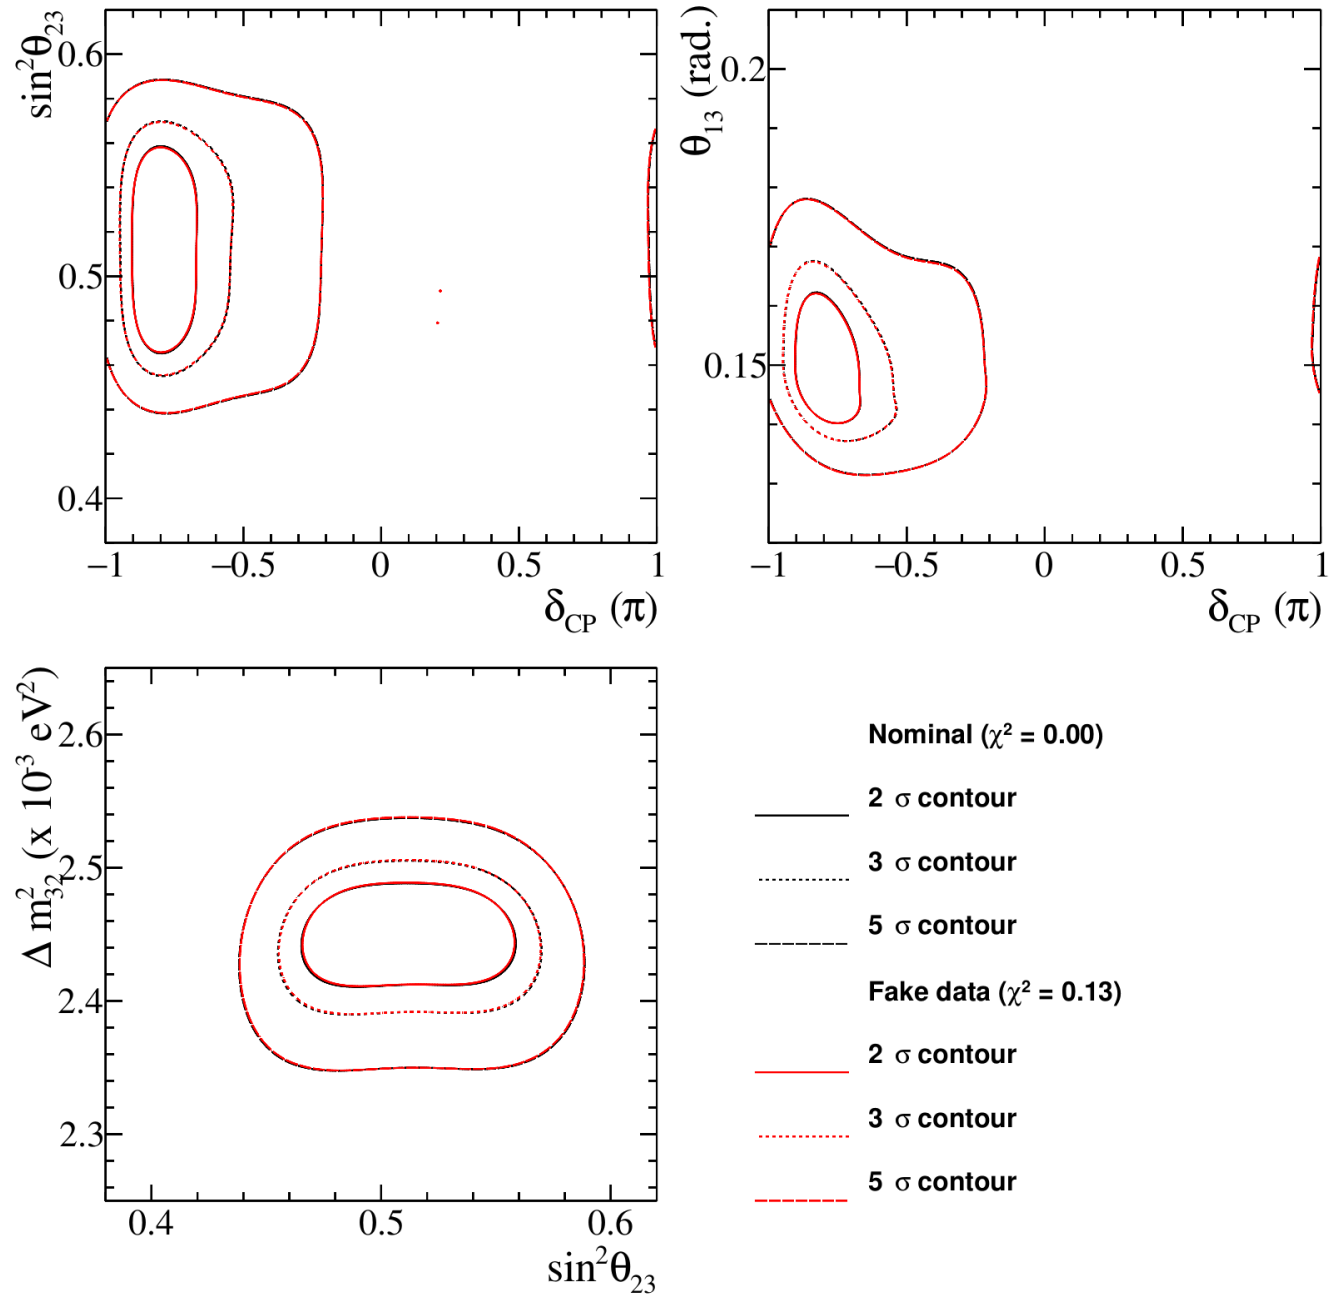 sin²θ₂₃
0.6
0.5
0.4
−1 −0.5 0 0.5 1
δCP (π)
θ₁₃ (rad.)
0.2
0.15
−1 −0.5 0 0.5 1
δCP (π)
Δ m²₃₂ (x 10⁻³ eV²)
2.6
2.5
2.4
2.3
0.4 0.5 0.6
sin²θ₂₃
Nominal (χ² = 0.00)
2 σ contour
3 σ contour
5 σ contour
Fake data (χ² = 0.13)
2 σ contour
3 σ contour
5 σ contour